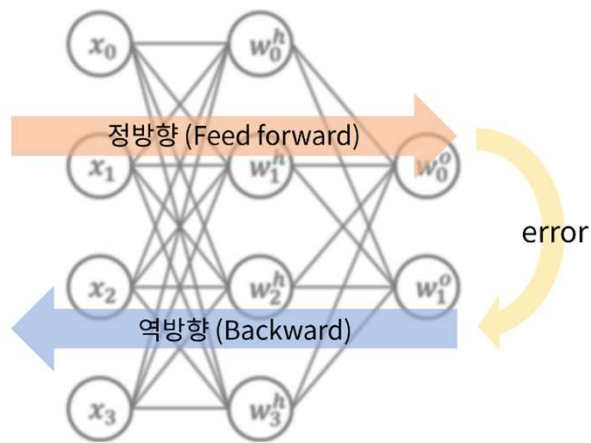 x₀ w₀ʰ
정방향 (Feed forward)
x₁ w₁ʰ w₀ᵒ
error
x₂ w₂ʰ w₁ᵒ
역방향 (Backward)
x₃ w₃ʰ